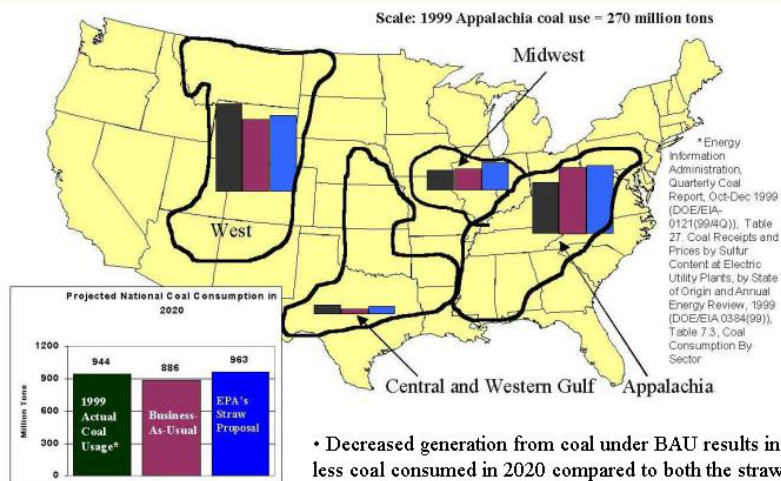 Scale: 1999 Appalachia coal use = 270 million tons
Midwest
West
* Energy
Information
Administration,
Quarterly Coal
Report, Oct-Dec 1999
(DOE/EIA-
0121(99/4Q)), Table
27. Coal Receipts and
Prices by Sulfur
Content at Electric
Utility Plants, by State
of Origin and Annual
Energy Review, 1999
(DOE/EIA 0384(99)),
Table 7.3, Coal
Consumption By
Sector
Central and Western Gulf
Appalachia
Projected National Coal Consumption in
2020
Million Tons
1200
900
600
300
0
944
886
963
1999
Actual
Coal
Usage*
Business-
As-Usual
EPA's
Straw
Proposal
• Decreased generation from coal under BAU results in
less coal consumed in 2020 compared to both the straw